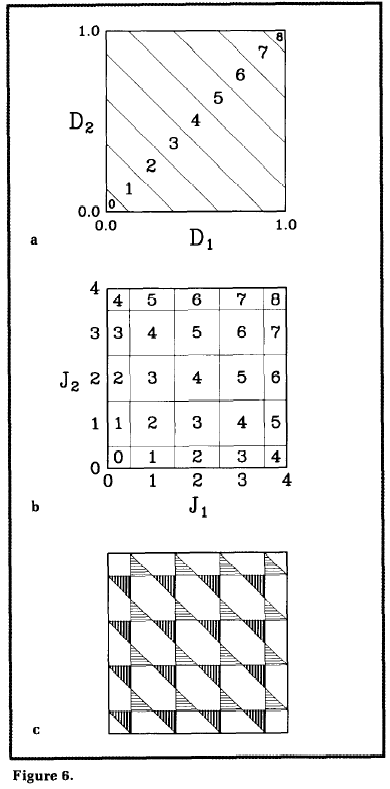 1.0
8
7
6
5
D₂
4
3
2
1
0
0.0
0.0 1.0
D₁
a
4 4 5 6 7 8
3 3 4 5 6 7
J₂ 2 2 3 4 5 6
1 1 2 3 4 5
0 0 1 2 3 4
0 1 2 3 4
J₁
b
c
Figure 6.